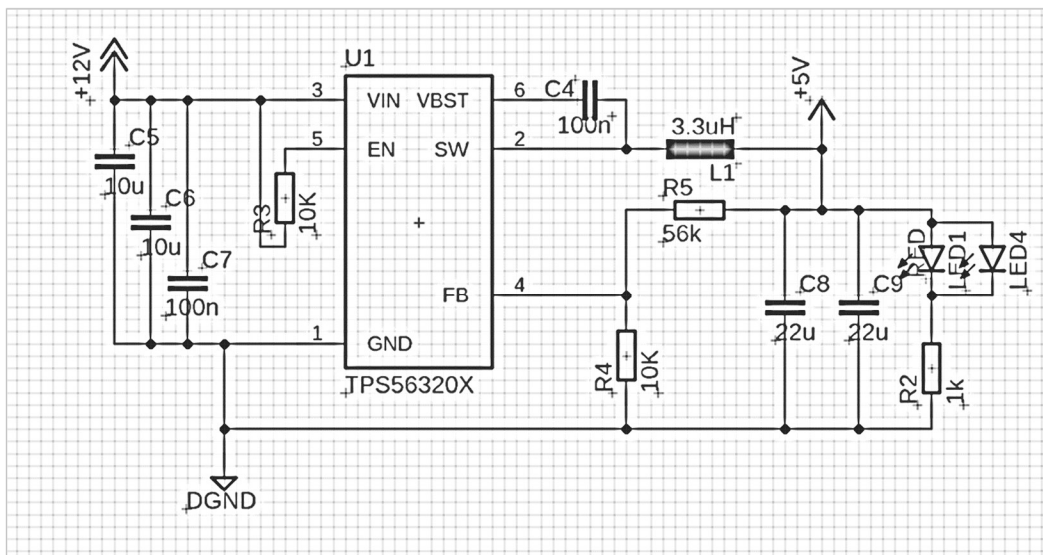 +12V
U1
+5V
3
VIN
VBST
6
C4
100n
3.3uH
C5
10u
5
EN
SW
2
L1
C6
10u
R3
10K
R5
56k
RED
LED1
LED4
C7
100n
FB
4
C8
22u
C9
22u
1
GND
TPS56320X
R4
10K
R2
1k
DGND